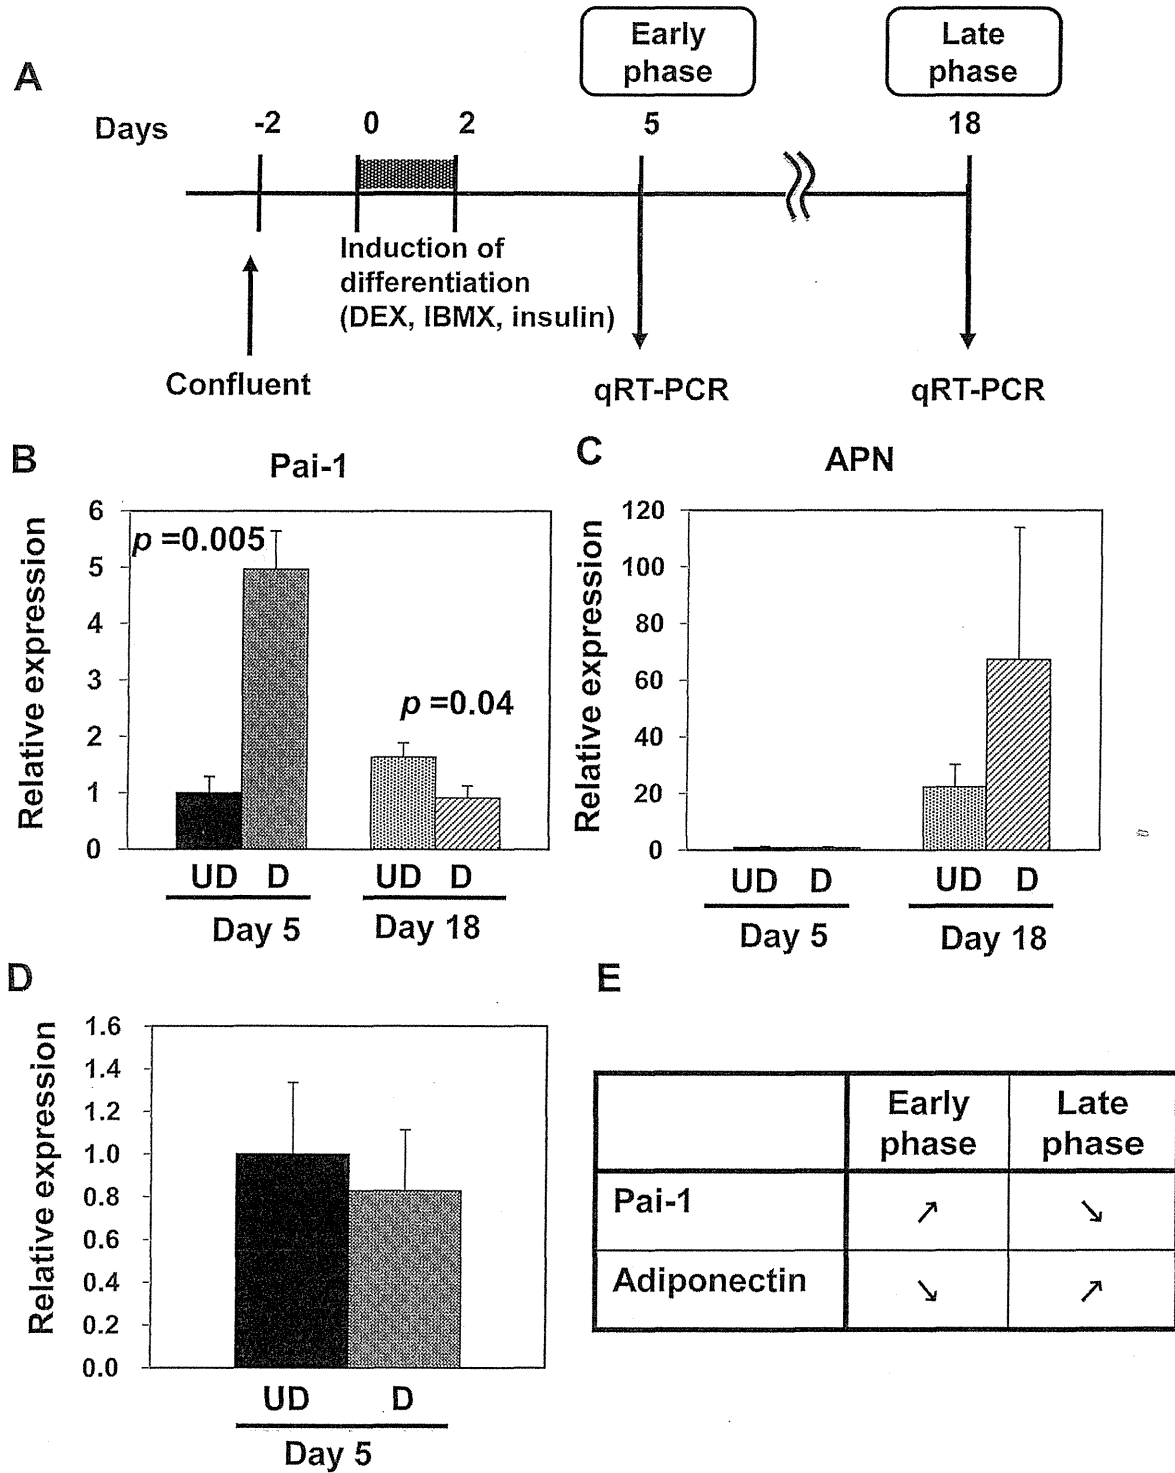 A
Early
phase
Late
phase
Days
-2
0
2
5
18
Induction of
differentiation
(DEX, IBMX, insulin)
Confluent
qRT-PCR
qRT-PCR
B
Pai-1
Relative expression
6
5
4
3
2
1
0
p =0.005
p =0.04
UD
D
UD
D
Day 5
Day 18
C
APN
Relative expression
120
100
80
60
40
20
0
UD
D
UD
D
Day 5
Day 18
D
Relative expression
1.6
1.4
1.2
1.0
0.8
0.6
0.4
0.2
0.0
UD
D
Day 5
E
Early
phase
Late
phase
Pai-1
↗
↘
Adiponectin
↘
↗